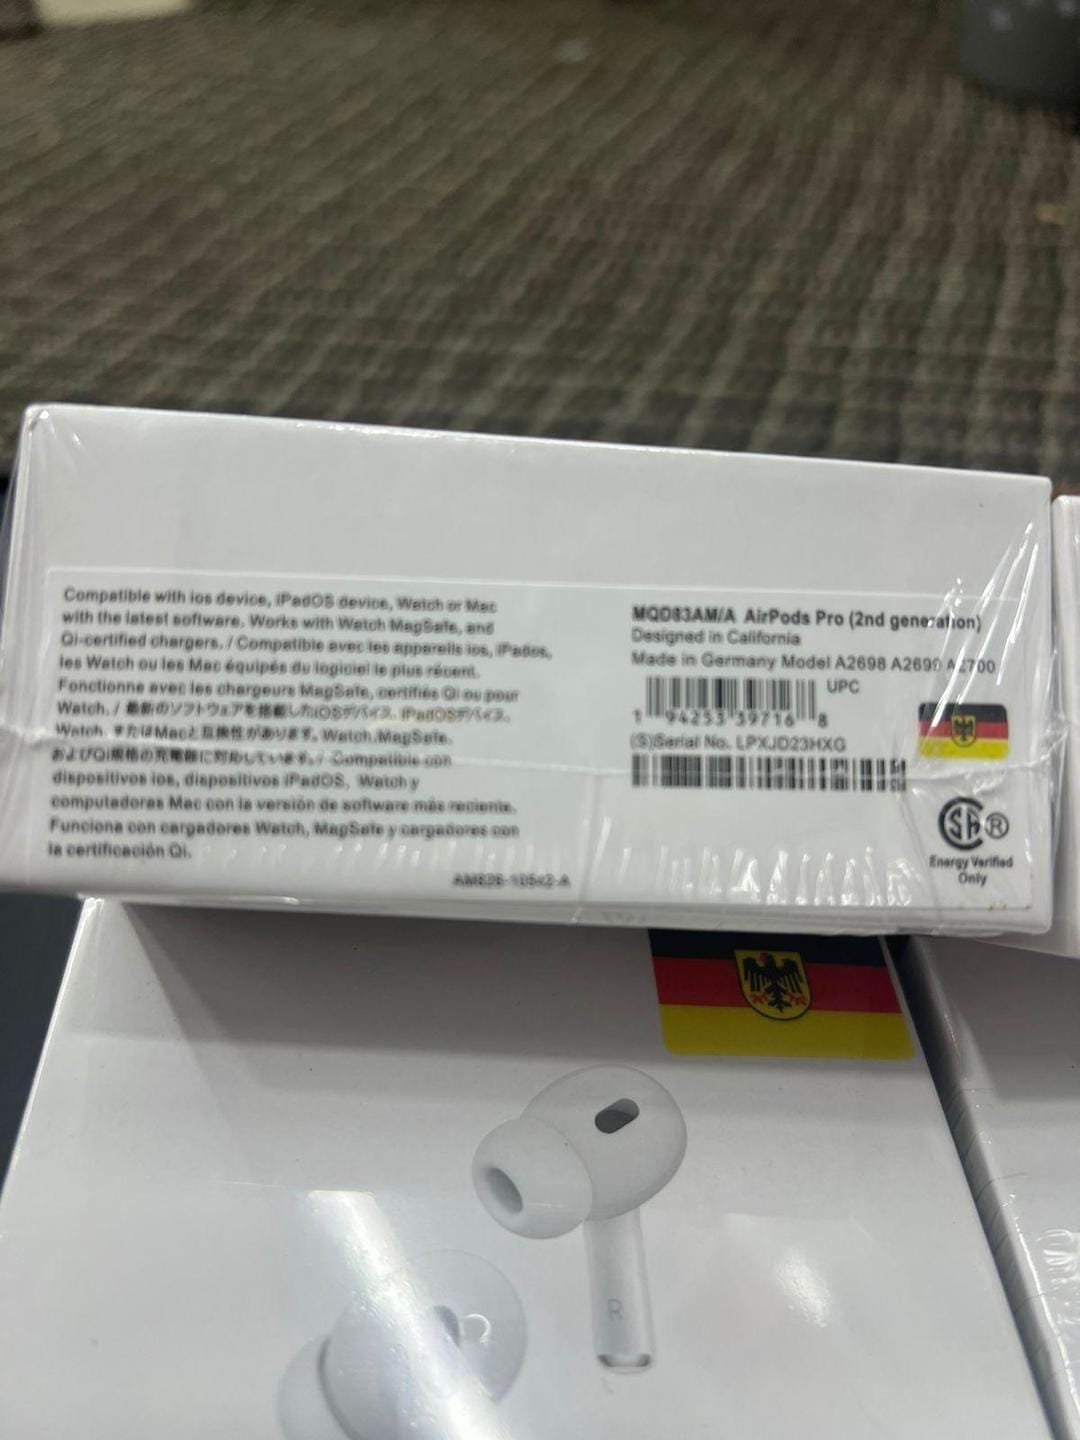 Compatible with ios device, iPadOS device, Watch or Mac
with the latest software. Works with Watch MagSafe, and
Qi-certified chargers. / Compatible avec les appareils ios, iPados,
les Watch ou les Mac équipés du logiciel le plus récent.
Fonctionne avec les chargeurs MagSafe, certifiés Qi ou pour
Watch. / 最新のソフトウェアを搭載したiOSデバイス. iPadOSデバイス.
Watch. またはMacと互換性があります. Watch.MagSafe.
およびQi規格の充電器に対応しています. / Compatible con
dispositivos ios, dispositivos iPadOS, Watch y
computadoras Mac con la versión de software más reciente.
Funciona con cargadores Watch, MagSafe y cargadores con
la certificación Qi.
MQD83AM/A AirPods Pro (2nd generation)
Designed in California
Made in Germany Model A2698 A2699 A2700
UPC
1 94253 39716 8
(S)Serial No. LPXJD23HXG
SA ®
Energy Verified
Only
R